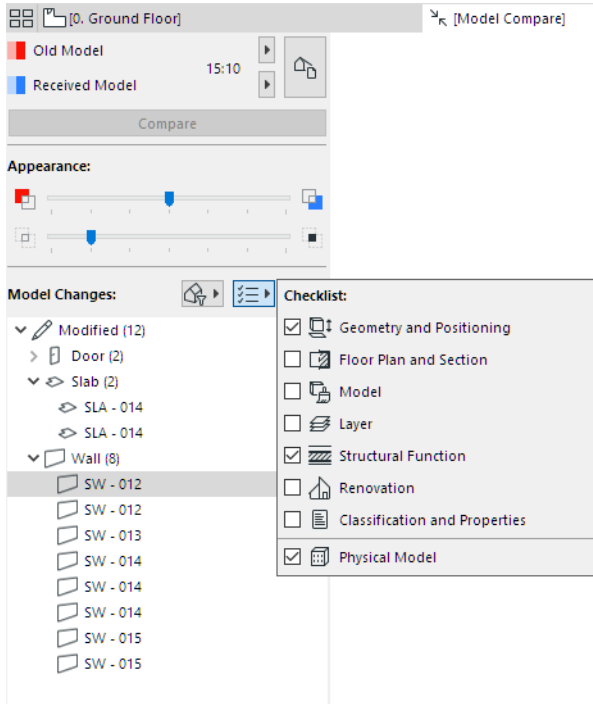 [0. Ground Floor]
[Model Compare]
Old Model
15:10
Received Model
Compare
Appearance:
Model Changes:
Modified (12)
Door (2)
Slab (2)
SLA - 014
SLA - 014
Wall (8)
SW - 012
SW - 012
SW - 013
SW - 014
SW - 014
SW - 014
SW - 015
SW - 015
Checklist:
Geometry and Positioning
Floor Plan and Section
Model
Layer
Structural Function
Renovation
Classification and Properties
Physical Model